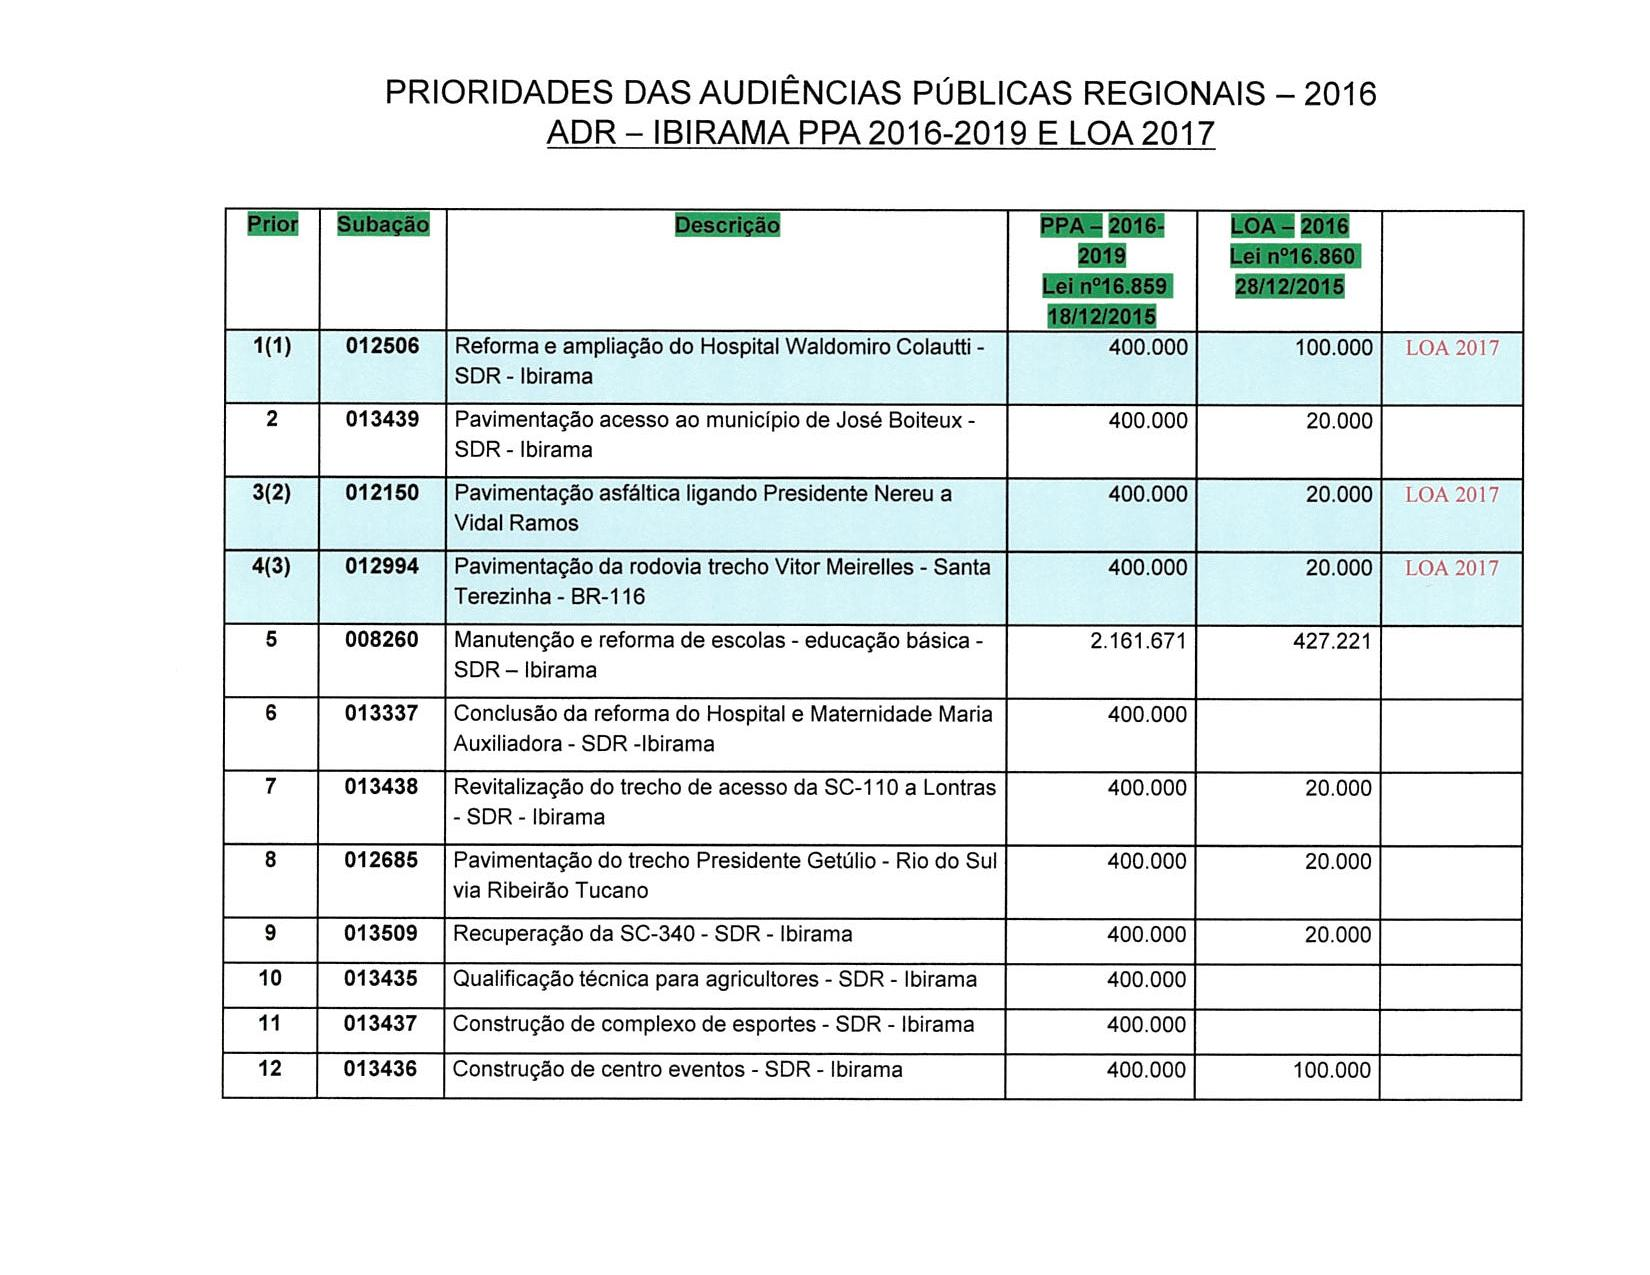 PRIORIDADES DAS AUDIÊNCIAS PÚBLICAS REGIONAIS – 2016
ADR – IBIRAMA PPA 2016-2019 E LOA 2017
Prior Subação Descrição PPA – 2016- LOA – 2016
2019 Lei nº16.860
Lei nº16.859 28/12/2015
18/12/2015
1(1) 012506 Reforma e ampliação do Hospital Waldomiro Colautti - 400.000 100.000 LOA 2017
SDR - Ibirama
2 013439 Pavimentação acesso ao município de José Boiteux - 400.000 20.000
SDR - Ibirama
3(2) 012150 Pavimentação asfáltica ligando Presidente Nereu a 400.000 20.000 LOA 2017
Vidal Ramos
4(3) 012994 Pavimentação da rodovia trecho Vitor Meirelles - Santa 400.000 20.000 LOA 2017
Terezinha - BR-116
5 008260 Manutenção e reforma de escolas - educação básica - 2.161.671 427.221
SDR – Ibirama
6 013337 Conclusão da reforma do Hospital e Maternidade Maria 400.000
Auxiliadora - SDR -Ibirama
7 013438 Revitalização do trecho de acesso da SC-110 a Lontras 400.000 20.000
- SDR - Ibirama
8 012685 Pavimentação do trecho Presidente Getúlio - Rio do Sul 400.000 20.000
via Ribeirão Tucano
9 013509 Recuperação da SC-340 - SDR - Ibirama 400.000 20.000
10 013435 Qualificação técnica para agricultores - SDR - Ibirama 400.000
11 013437 Construção de complexo de esportes - SDR - Ibirama 400.000
12 013436 Construção de centro eventos - SDR - Ibirama 400.000 100.000